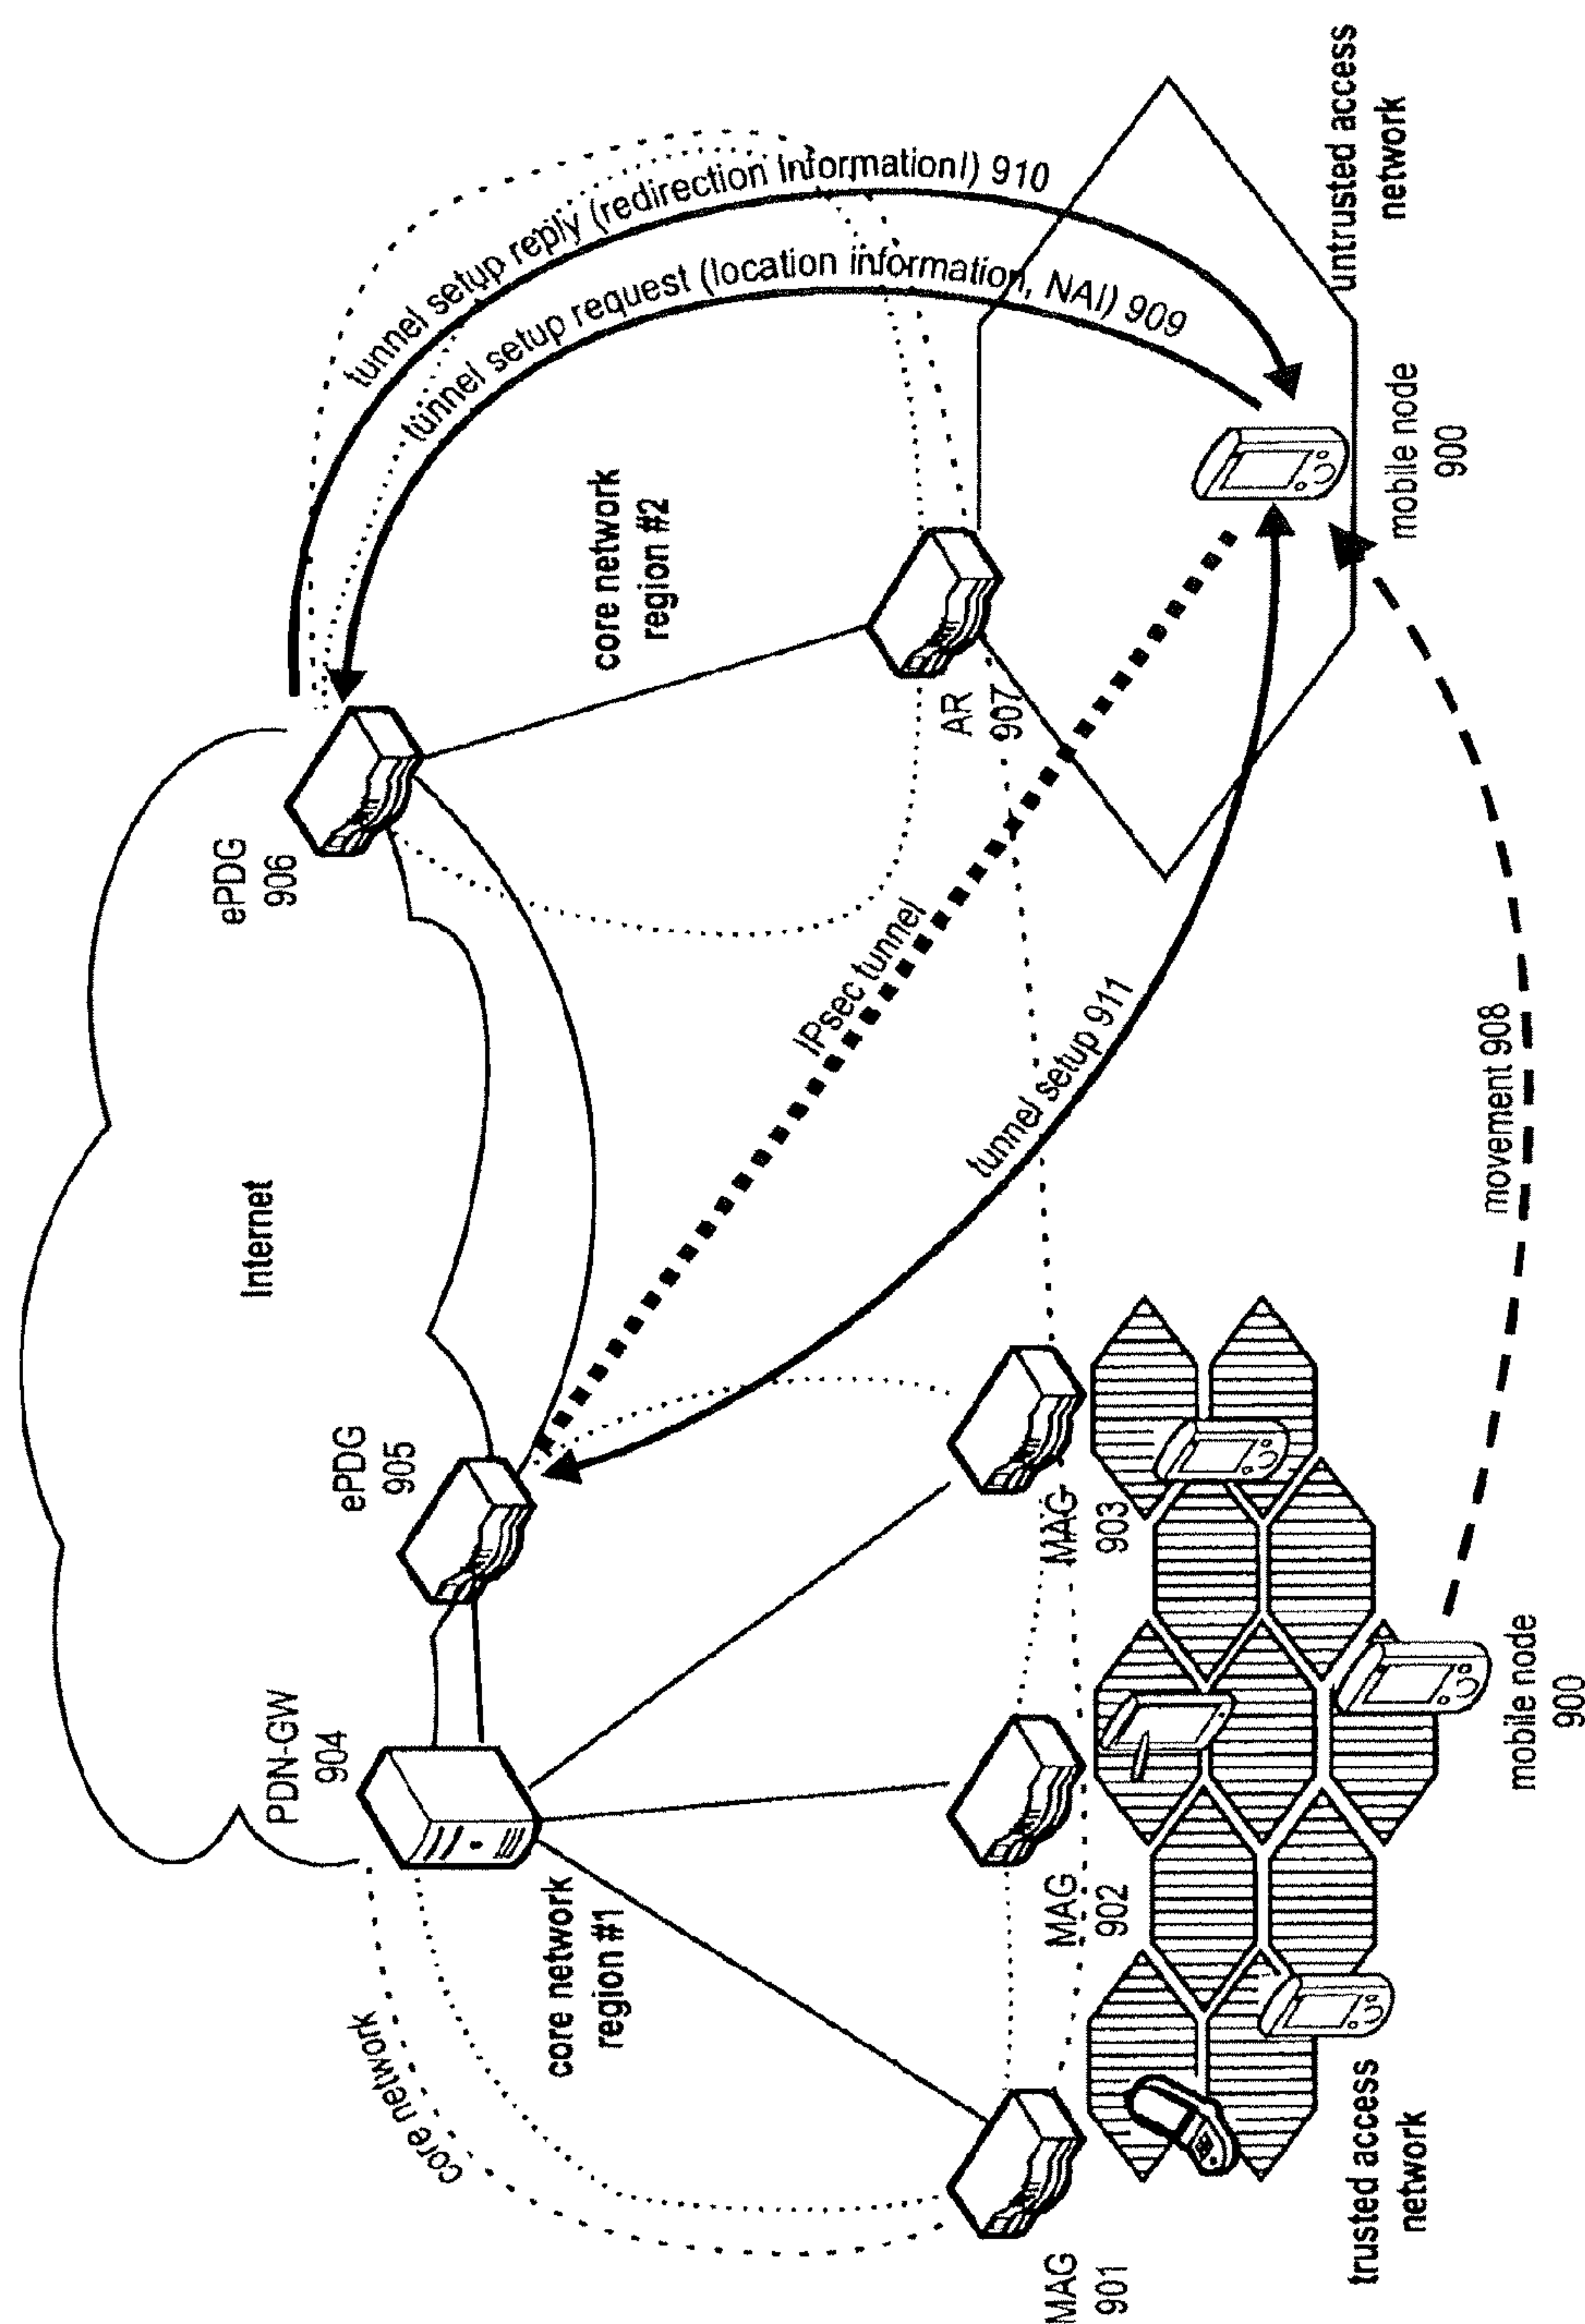 Internet
PDN-GW
904
ePDG
905
ePDG
906
core network
core network
region #1
core network
region #2
tunnel setup reply (redirection InformationI) 910
tunnel setup request (location information, NAI) 909
IPsec tunnel
tunnel setup 911
AR
907
MAG
901
MAG
902
MAG
903
trusted access
network
mobile node
900
movement 908
mobile node
900
untrusted access
network